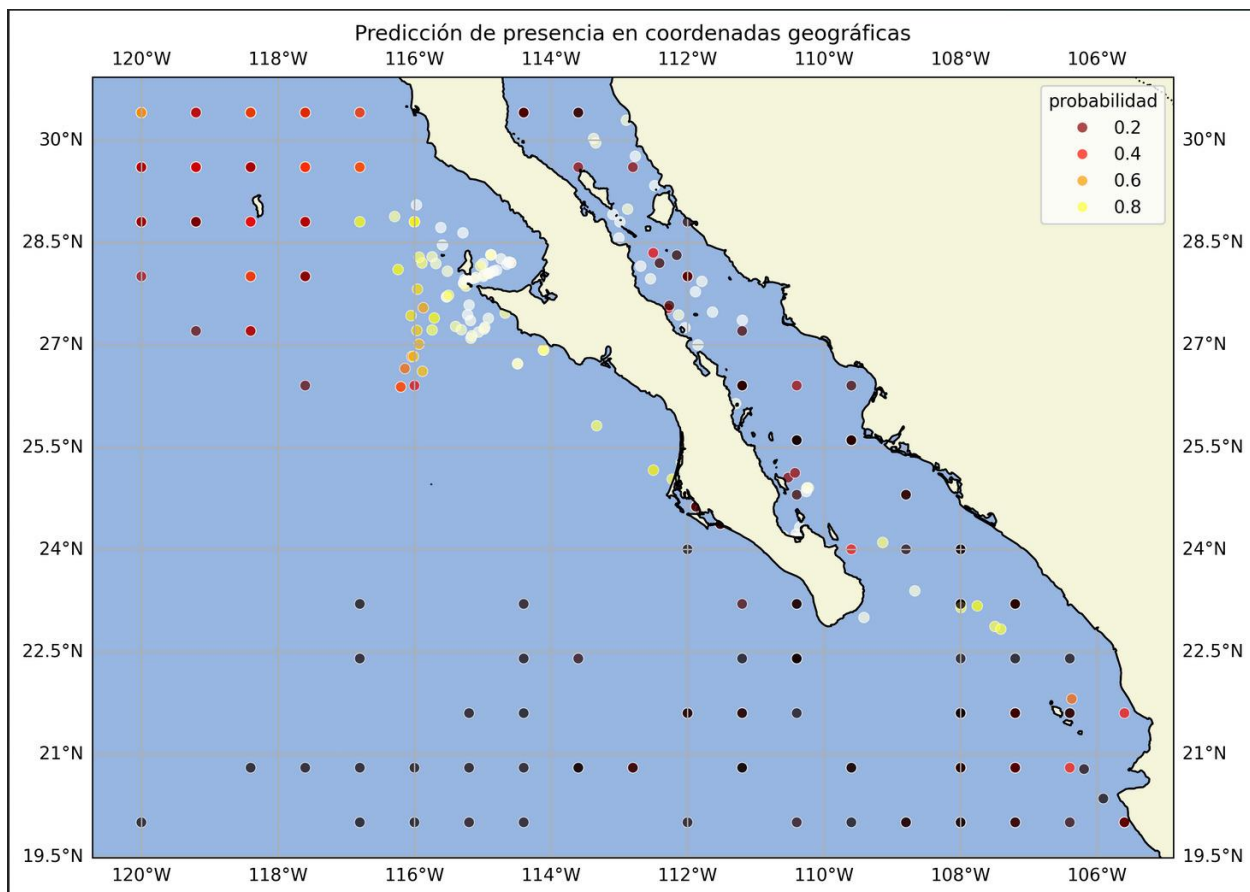 Predicción de presencia en coordenadas geográficas
120°W 118°W 116°W 114°W 112°W 110°W 108°W 106°W
probabilidad
0.2
0.4
0.6
0.8
30°N 30°N
28.5°N 28.5°N
27°N 27°N
25.5°N 25.5°N
24°N 24°N
22.5°N 22.5°N
21°N 21°N
19.5°N 19.5°N
120°W 118°W 116°W 114°W 112°W 110°W 108°W 106°W